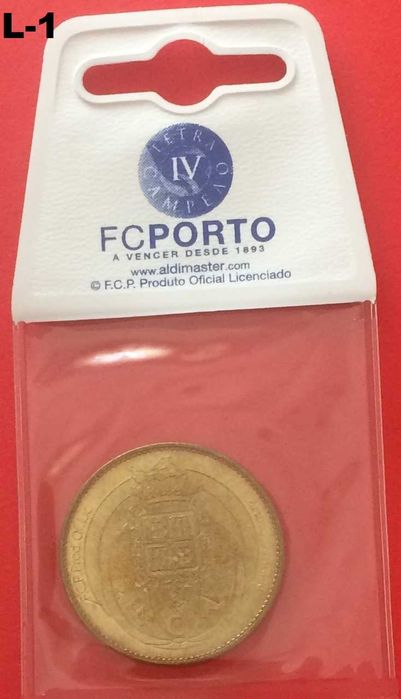 L-1
TETRA
IV
CAMPEÃO
FCPORTO
A VENCER DESDE 1893
www.aldimaster.com
© F.C.P. Produto Oficial Licenciado